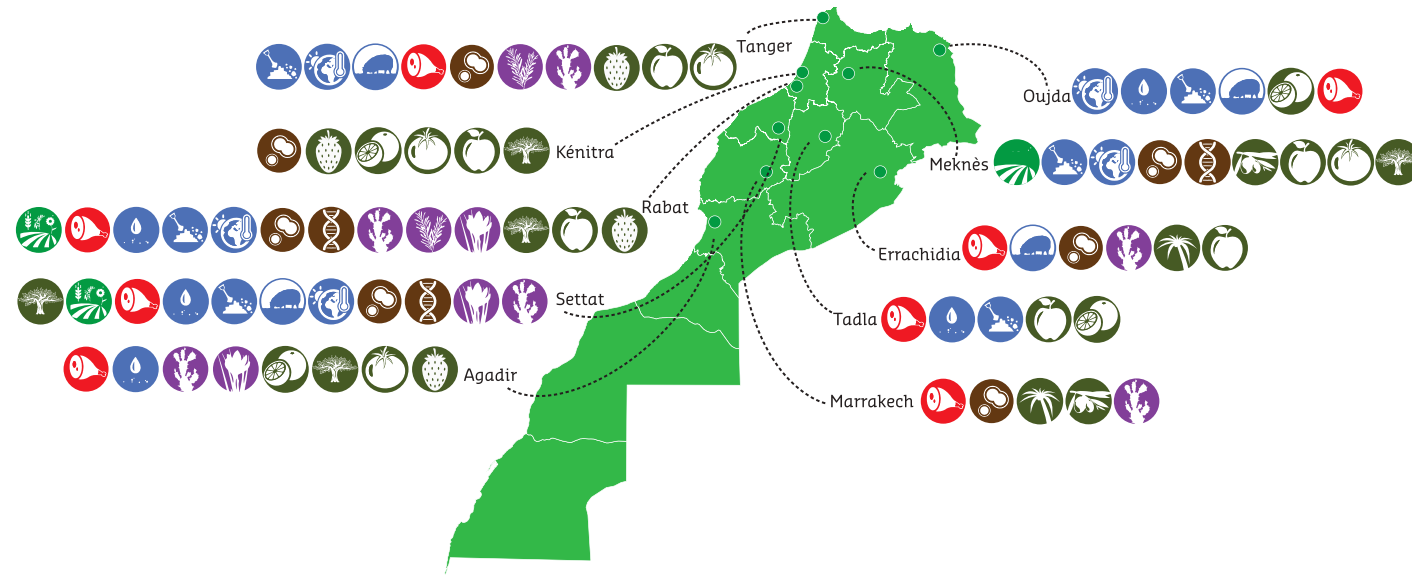 Tanger
Oujda
Kénitra
Meknès
Rabat
Errachidia
Settat
Tadla
Agadir
Marrakech